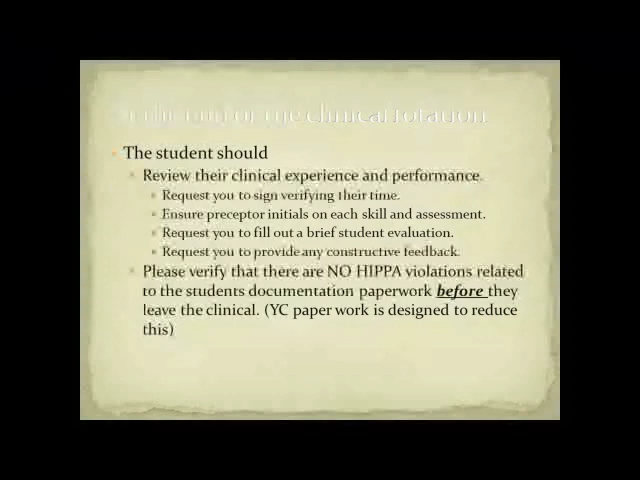 the clinical rotation
The student should
Review their clinical experience and performance
Request you to sign verifying their time.
Ensure preceptor initials on each skill and assessment.
Request you to fill out a brief student evaluation.
Request you to provide any constructive feedback.
Please verify that there are NO HIPPA violations related
to the students documentation paperwork before they
leave the clinical. (YC paper work is designed to reduce
this)